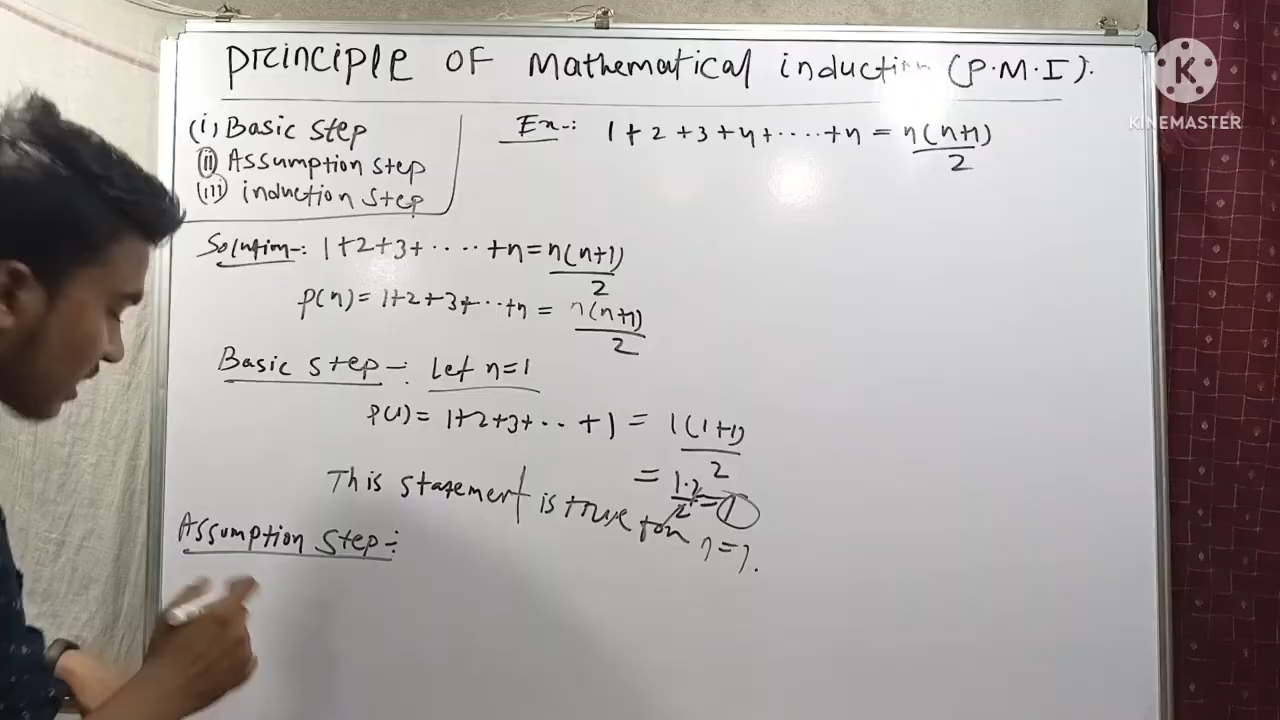 Principle OF Mathematical induction (P.M.I).
K
KINEMASTER
(i) Basic step
(ii) Assumption step
(iii) induction step
Ex-: 1+2+3+4+.....+n = n(n+1)/2
Solution-: 1+2+3+.....+n = n(n+1)/2
P(n) = 1+2+3+...+n = n(n+1)/2
Basic step-: Let n=1
P(1) = 1+2+3+...+1 = 1(1+1)/2
= 1.2/2 = 1
This statement is true for n=1.
Assumption step-: